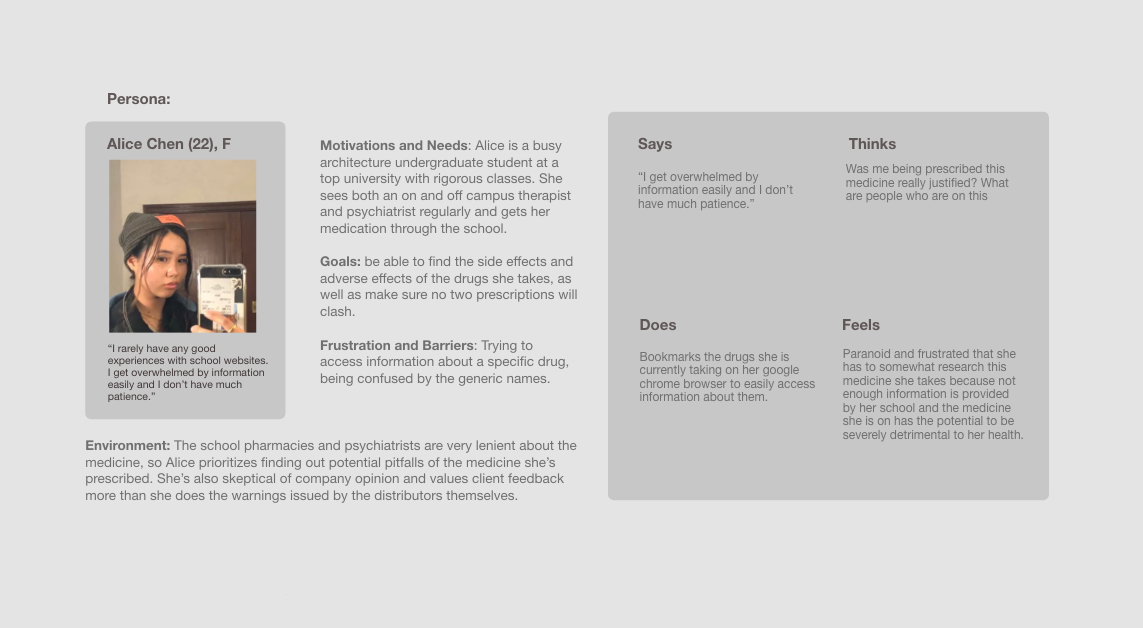 Persona:
Alice Chen (22), F
“I rarely have any good
experiences with school websites.
I get overwhelmed by information
easily and I don’t have much
patience.”
Motivations and Needs: Alice is a busy
architecture undergraduate student at a
top university with rigorous classes. She
sees both an on and off campus therapist
and psychiatrist regularly and gets her
medication through the school.
Goals: be able to find the side effects and
adverse effects of the drugs she takes, as
well as make sure no two prescriptions will
clash.
Frustration and Barriers: Trying to
access information about a specific drug,
being confused by the generic names.
Environment: The school pharmacies and psychiatrists are very lenient about the
medicine, so Alice prioritizes finding out potential pitfalls of the medicine she’s
prescribed. She’s also skeptical of company opinion and values client feedback
more than she does the warnings issued by the distributors themselves.
Says
“I get overwhelmed by
information easily and I don’t
have much patience.”
Thinks
Was me being prescribed this
medicine really justified? What
are people who are on this
Does
Bookmarks the drugs she is
currently taking on her google
chrome browser to easily access
information about them.
Feels
Paranoid and frustrated that she
has to somewhat research this
medicine she takes because not
enough information is provided
by her school and the medicine
she is on has the potential to be
severely detrimental to her health.